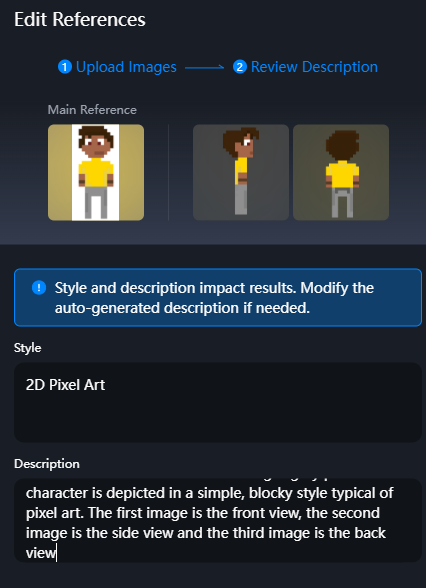 Edit References
1 Upload Images 2 Review Description
Main Reference
Style and description impact results. Modify the
auto-generated description if needed.
Style
2D Pixel Art
Description
character is depicted in a simple, blocky style typical of
pixel art. The first image is the front view, the second
image is the side view and the third image is the back
view